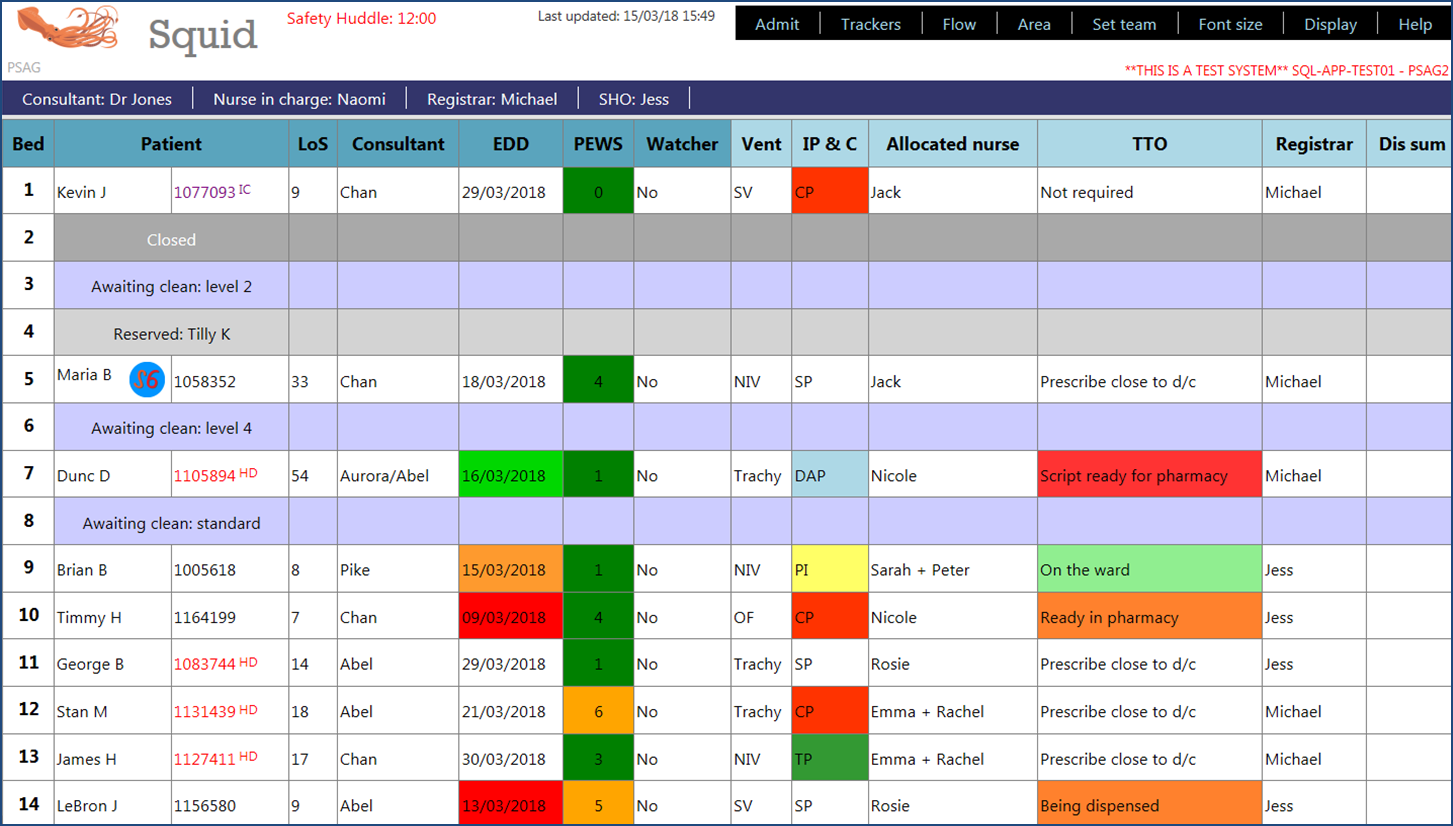 Squid
PSAG
Safety Huddle: 12:00
Last updated: 15/03/18 15:49
Admit Trackers Flow Area Set team Font size Display Help
**THIS IS A TEST SYSTEM** SQL-APP-TEST01 - PSAG2
Consultant: Dr Jones Nurse in charge: Naomi Registrar: Michael SHO: Jess
Bed Patient LoS Consultant EDD PEWS Watcher Vent IP & C Allocated nurse TTO Registrar Dis sum
1 Kevin J 1077093 IC 9 Chan 29/03/2018 0 No SV CP Jack Not required Michael
2 Closed
3 Awaiting clean: level 2
4 Reserved: Tilly K
5 Maria B S6 1058352 33 Chan 18/03/2018 4 No NIV SP Jack Prescribe close to d/c Michael
6 Awaiting clean: level 4
7 Dunc D 1105894 HD 54 Aurora/Abel 16/03/2018 1 No Trachy DAP Nicole Script ready for pharmacy Michael
8 Awaiting clean: standard
9 Brian B 1005618 8 Pike 15/03/2018 1 No NIV PI Sarah + Peter On the ward Jess
10 Timmy H 1164199 7 Chan 09/03/2018 4 No OF CP Nicole Ready in pharmacy Jess
11 George B 1083744 HD 14 Abel 29/03/2018 1 No Trachy SP Rosie Prescribe close to d/c Jess
12 Stan M 1131439 HD 18 Abel 21/03/2018 6 No Trachy CP Emma + Rachel Prescribe close to d/c Michael
13 James H 1127411 HD 17 Chan 30/03/2018 3 No NIV TP Emma + Rachel Prescribe close to d/c Michael
14 LeBron J 1156580 9 Abel 13/03/2018 5 No SV SP Rosie Being dispensed Jess